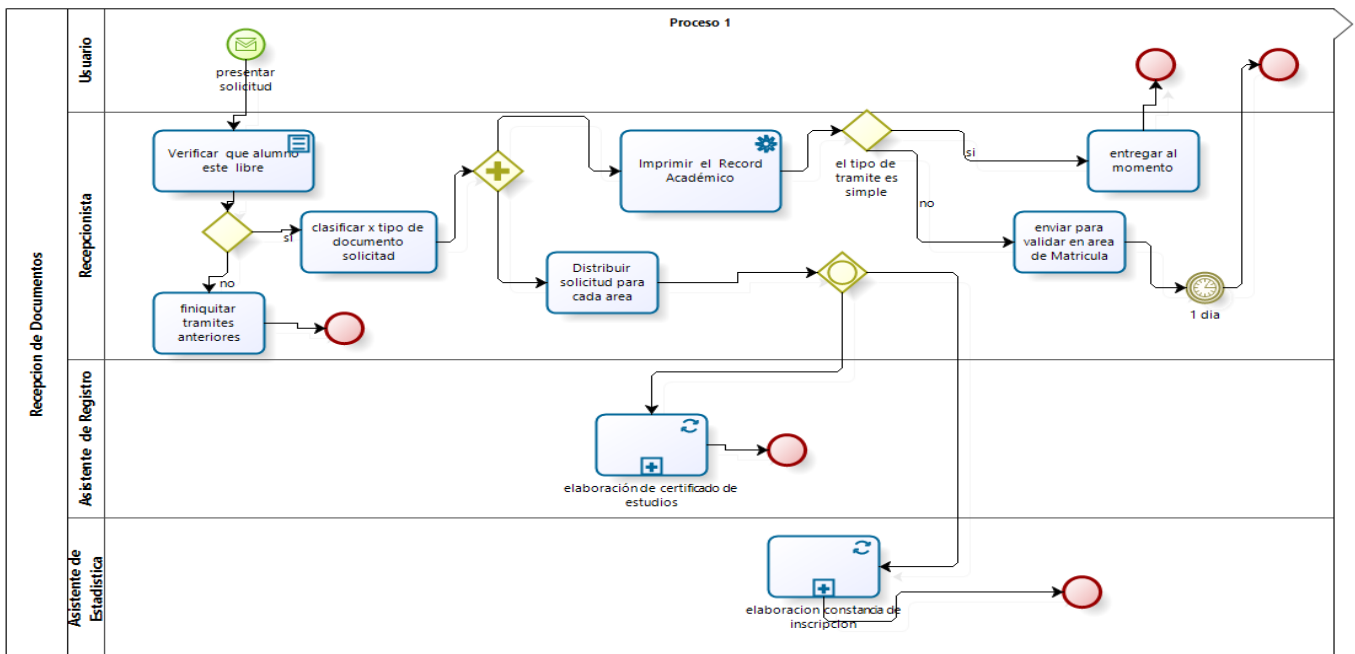 Proceso 1
Recepcion de Documentos
Usuario
presentar
solicitud
Recepcionista
Verificar que alumno
este libre
si
no
clasificar x tipo de
documento
solicitad
finiquitar
tramites
anteriores
Imprimir el Record
Académico
el tipo de
tramite es
simple
si
no
entregar al
momento
enviar para
validar en area
de Matricula
1 dia
Distribuir
solicitud para
cada area
Asistente de Registro
elaboración de certificado de
estudios
Asistente de
Estadistica
elaboracion constancia de
inscripcion